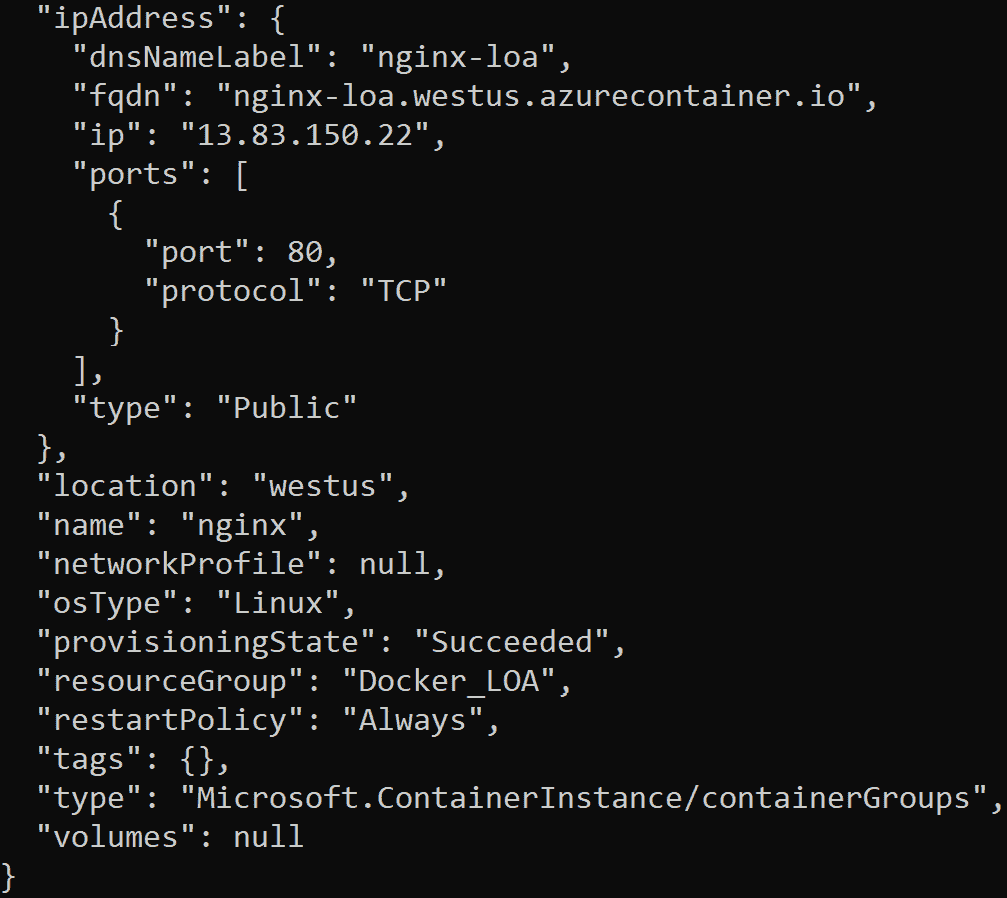 "ipAddress": {
"dnsNameLabel": "nginx-loa",
"fqdn": "nginx-loa.westus.azurecontainer.io",
"ip": "13.83.150.22",
"ports": [
{
"port": 80,
"protocol": "TCP"
}
],
"type": "Public"
},
"location": "westus",
"name": "nginx",
"networkProfile": null,
"osType": "Linux",
"provisioningState": "Succeeded",
"resourceGroup": "Docker_LOA",
"restartPolicy": "Always",
"tags": {},
"type": "Microsoft.ContainerInstance/containerGroups",
"volumes": null
}